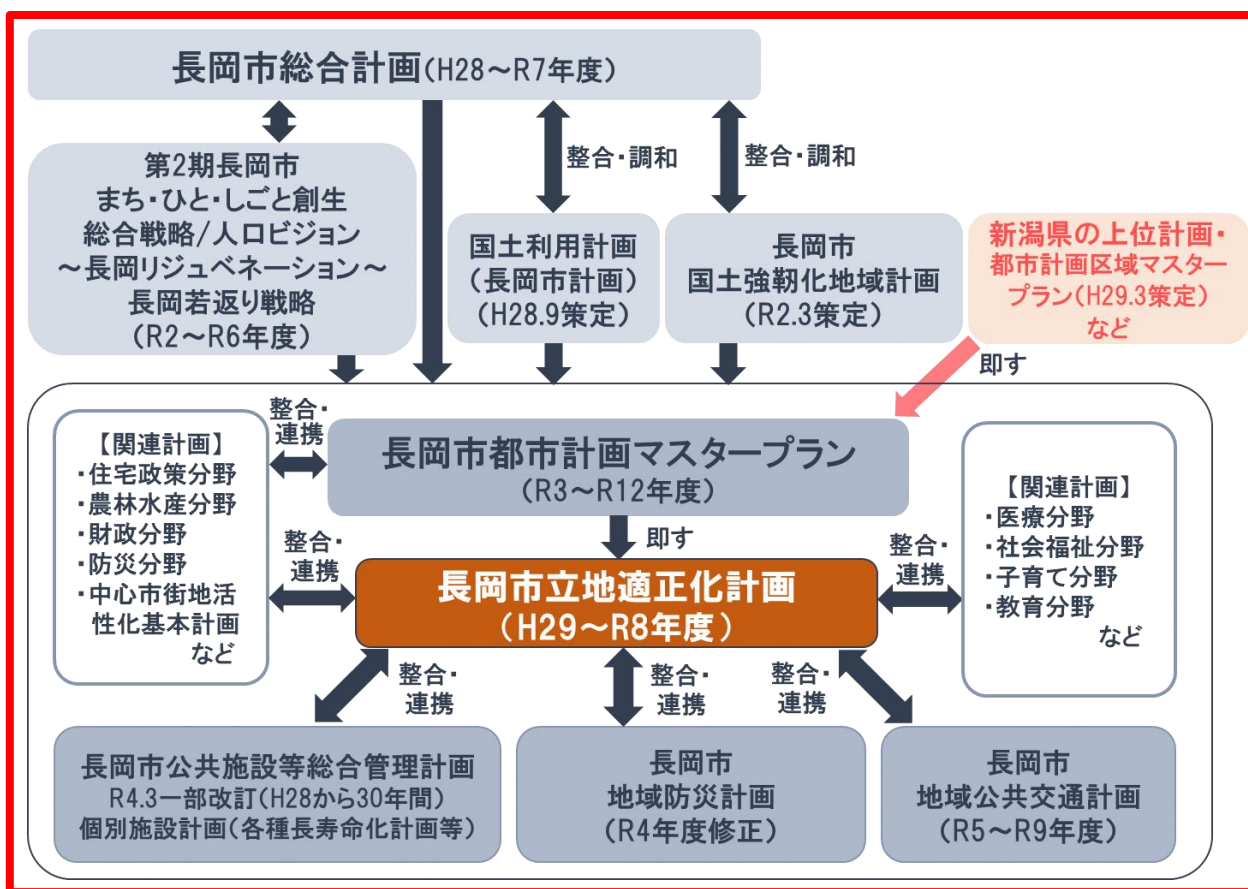 長岡市総合計画(H28～R7年度)
整合・調和
整合・調和
第2期長岡市
まち・ひと・しごと創生
総合戦略/人口ビジョン
～長岡リジュベネーション～
長岡若返り戦略
(R2～R6年度)
国土利用計画
(長岡市計画)
(H28.9策定)
長岡市
国土強靭化地域計画
(R2.3策定)
新潟県の上位計画・
都市計画区域マスター
プラン(H29.3策定)
など
即す
【関連計画】
・住宅政策分野
・農林水産分野
・財政分野
・防災分野
・中心市街地活
性化基本計画
など
整合・
連携
長岡市都市計画マスタープラン
(R3～R12年度)
即す
整合・
連携
長岡市立地適正化計画
(H29～R8年度)
整合・
連携
【関連計画】
・医療分野
・社会福祉分野
・子育て分野
・教育分野
など
整合・
連携
整合・
連携
整合・
連携
長岡市公共施設等総合管理計画
R4.3一部改訂(H28から30年間)
個別施設計画(各種長寿命化計画等)
長岡市
地域防災計画
(R4年度修正)
長岡市
地域公共交通計画
(R5～R9年度)